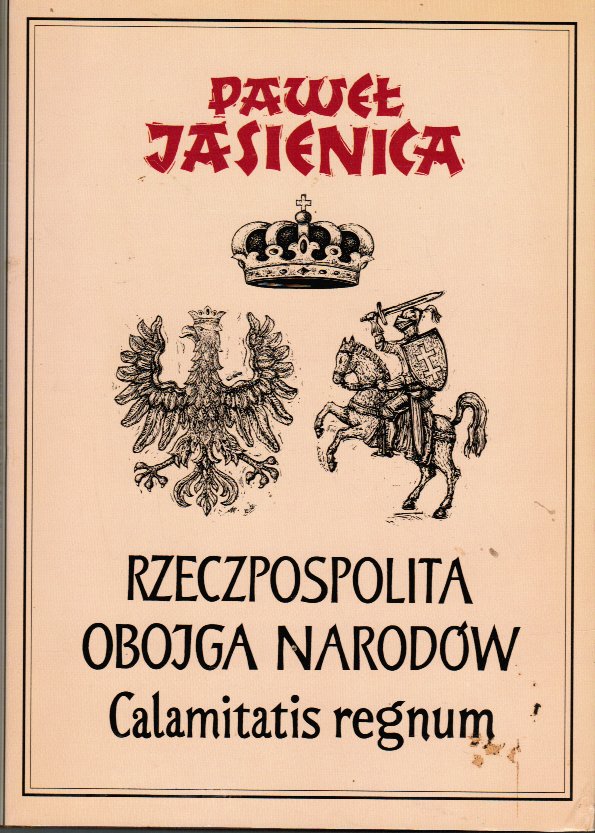 PAWEŁ
JASIENICA
RZECZPOSPOLITA
OBOJGA NARODÓW
Calamitatis regnum